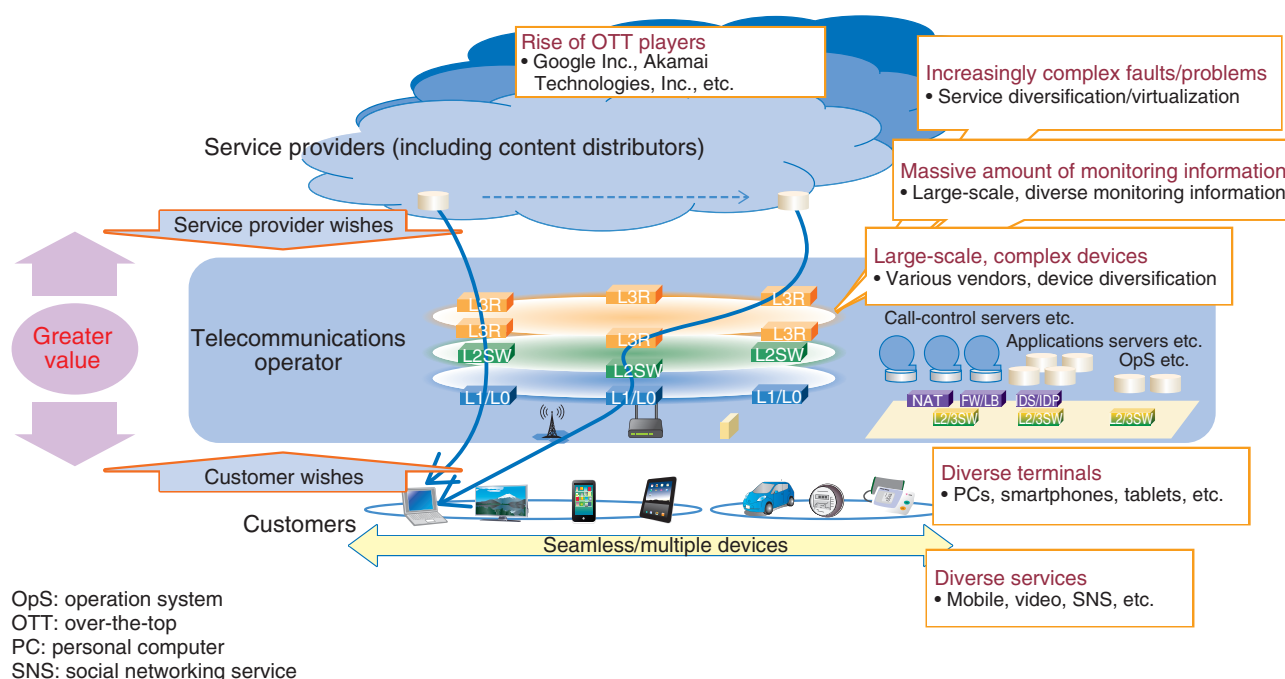 Rise of OTT players
• Google Inc., Akamai
Technologies, Inc., etc.
Increasingly complex faults/problems
• Service diversification/virtualization
Service providers (including content distributors)
Massive amount of monitoring information
• Large-scale, diverse monitoring information
Service provider wishes
Large-scale, complex devices
• Various vendors, device diversification
Greater
value
Telecommunications
operator
L3R
L3R
L3R
L3R
L3R
L3R
L2SW
L2SW
L2SW
L1/L0
L1/L0
L1/L0
Call-control servers etc.
Applications servers etc.
OpS etc.
NAT
FW/LB
IDS/IDP
L2/3SW
L2/3SW
L2/3SW
Customer wishes
Diverse terminals
• PCs, smartphones, tablets, etc.
Customers
Seamless/multiple devices
Diverse services
• Mobile, video, SNS, etc.
OpS: operation system
OTT: over-the-top
PC: personal computer
SNS: social networking service